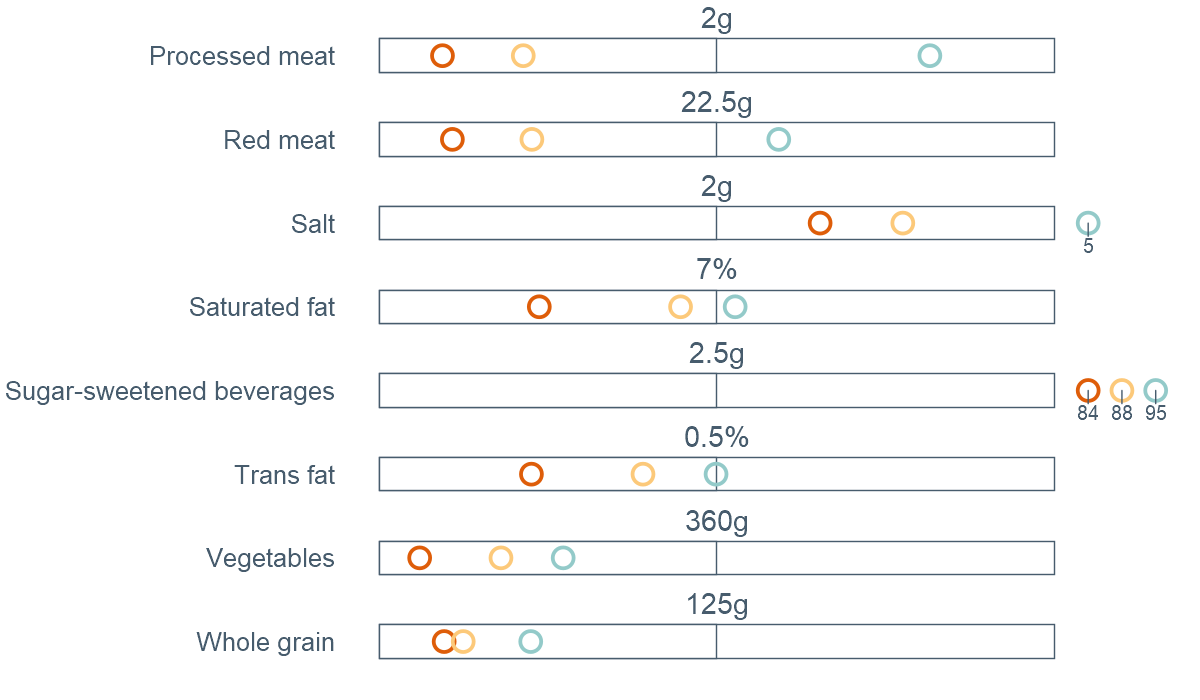 2g
Processed meat
22.5g
Red meat
2g
Salt
5
7%
Saturated fat
2.5g
Sugar-sweetened beverages
84 88 95
0.5%
Trans fat
360g
Vegetables
125g
Whole grain